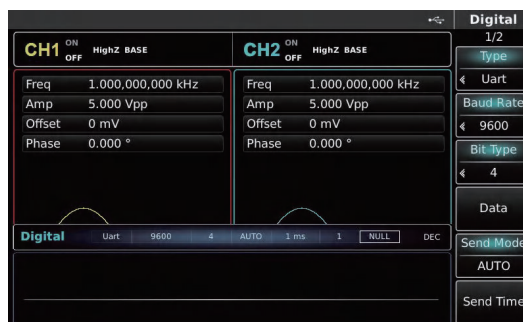 Digital
1/2
CH1 ON OFF HighZ BASE
CH2 ON OFF HighZ BASE
Freq 1.000,000,000 kHz
Amp 5.000 Vpp
Offset 0 mV
Phase 0.000 °
Freq 1.000,000,000 kHz
Amp 5.000 Vpp
Offset 0 mV
Phase 0.000 °
Digital Uart 9600 4 AUTO 1 ms 1 NULL DEC
Type
Uart
Baud Rate
9600
Bit Type
4
Data
Send Mode
AUTO
Send Time